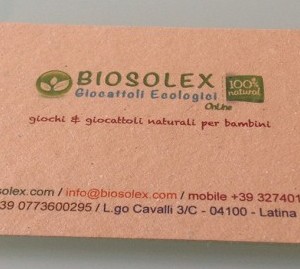 BIOSOLEX
Giocattoli Ecologici
100% natural
Online
giochi & giocattoli naturali per bambini
solex.com / info@biosolex.com / mobile +39 327401
39 0773600295 / L.go Cavalli 3/C - 04100 - Latina